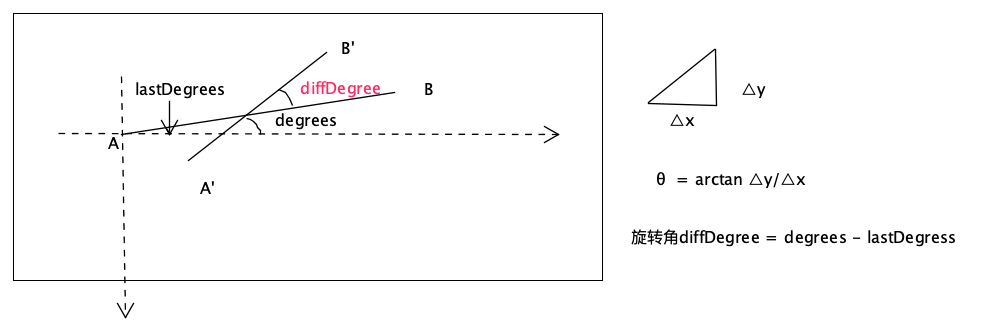 B'
lastDegrees
diffDegree
B
degrees
A
A'
△y
△x
θ = arctan △y/△x
旋转角diffDegree = degrees - lastDegress